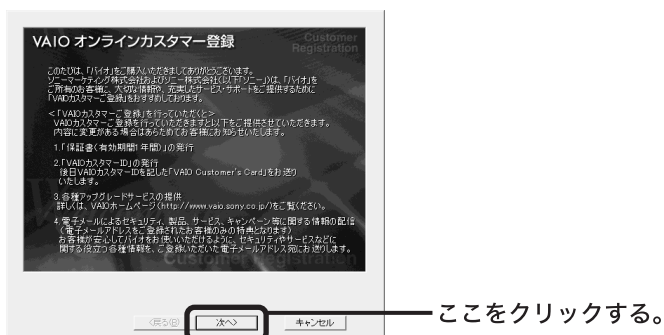 VAIO オンラインカスタマー登録
Customer
Registration
このたびは、「バイオ」をご購入いただきましてありがとうございます。
ソニーマーケティング株式会社およびソニー株式会社(以下「ソニー」)は、「バイオ」を
ご所有のお客様に、大切な情報や、充実したサービス・サポートをご提供するために
「VAIOカスタマーご登録」をおすすめしております。
<「VAIOカスタマーご登録」を行っていただくと>
VAIOカスタマーご登録を行っていただきますと以下をご提供させていただきます。
内容に変更がある場合はあらためてお客様にお知らせいたします。
1.「保証書(有効期間1年間)」の発行
2.「VAIOカスタマーID」の発行
後日VAIOカスタマーIDを記した「VAIO Customer's Card」をお送り
いたします。
3.各種アップグレードサービスの提供
詳しくは、VAIOホームページ(http://www.vaio.sony.co.jp/)をご覧ください。
4.電子メールによるセキュリティ、製品、サービス、キャンペーン等に関する情報の配信
(電子メールアドレスをご登録されたお客様のみの特典となります)
お客様が安心してバイオをお使いいただけるように、セキュリティやサービスなどに
関する役立つ各種情報を、ご登録いただいた電子メールアドレス宛にお送りします。
Customer Registration
<戻る(B)
次へ>
キャンセル
ここをクリックする。